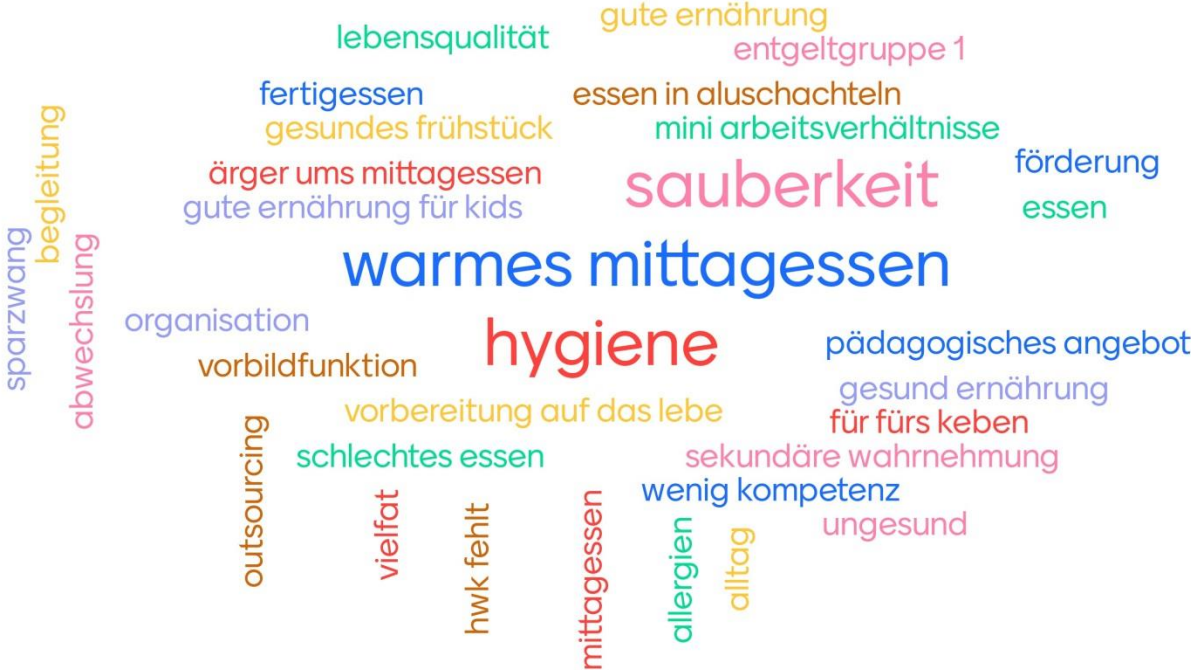 gute ernährung
lebensqualität
entgeltgruppe 1
fertigessen
essen in aluschachteln
gesundes frühstück
mini arbeitsverhältnisse
begleitung
ärger ums mittagessen
sauberkeit
förderung
gute ernährung für kids
essen
sparzwang
abwechslung
warmes mittagessen
organisation
hygiene
pädagogisches angebot
vorbildfunktion
gesund ernährung
vorbereitung auf das lebe
für fürs keben
outsourcing
schlechtes essen
sekundäre wahrnehmung
wenig kompetenz
vielfat
hwk fehlt
mittagessen
allergien
alltag
ungesund